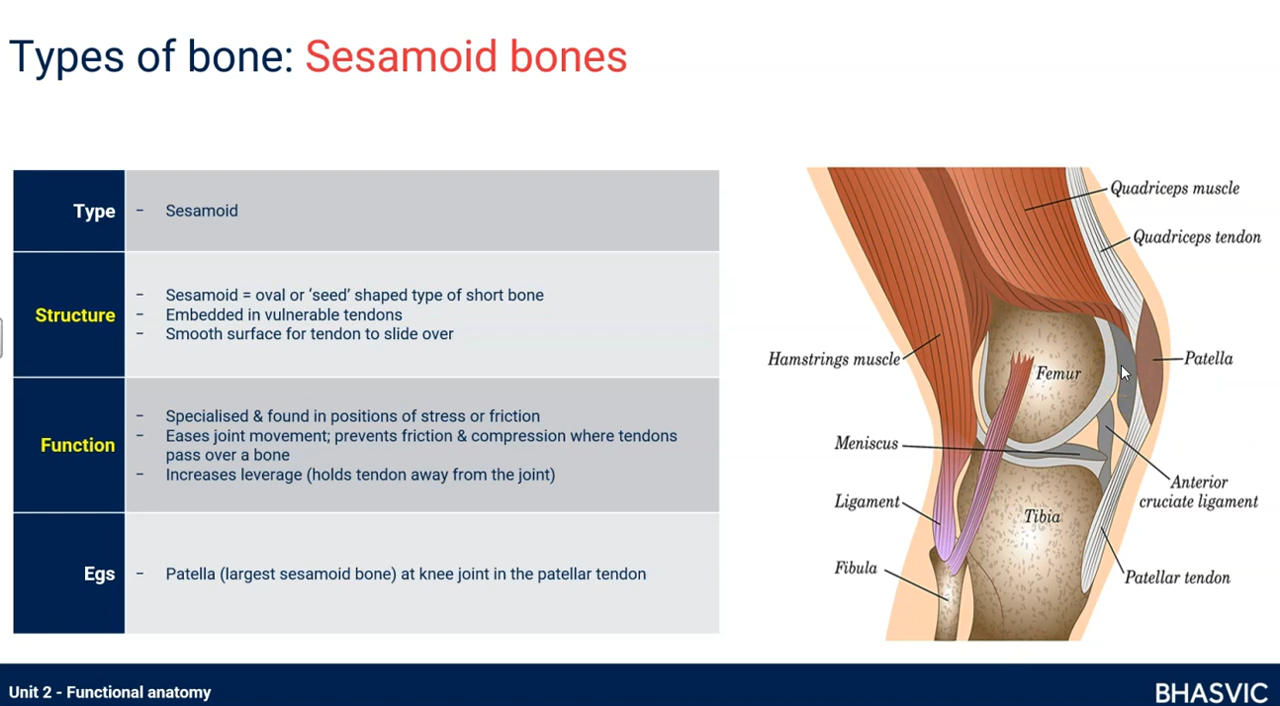 Types of bone: Sesamoid bones
Type
- Sesamoid
Structure
- Sesamoid = oval or ‘seed’ shaped type of short bone
- Embedded in vulnerable tendons
- Smooth surface for tendon to slide over
Function
- Specialised & found in positions of stress or friction
- Eases joint movement; prevents friction & compression where tendons
pass over a bone
- Increases leverage (holds tendon away from the joint)
Egs
- Patella (largest sesamoid bone) at knee joint in the patellar tendon
Quadriceps muscle
Quadriceps tendon
Hamstrings muscle
Femur
Patella
Meniscus
Anterior
cruciate ligament
Ligament
Tibia
Fibula
Patellar tendon
Unit 2 - Functional anatomy
BHASVIC